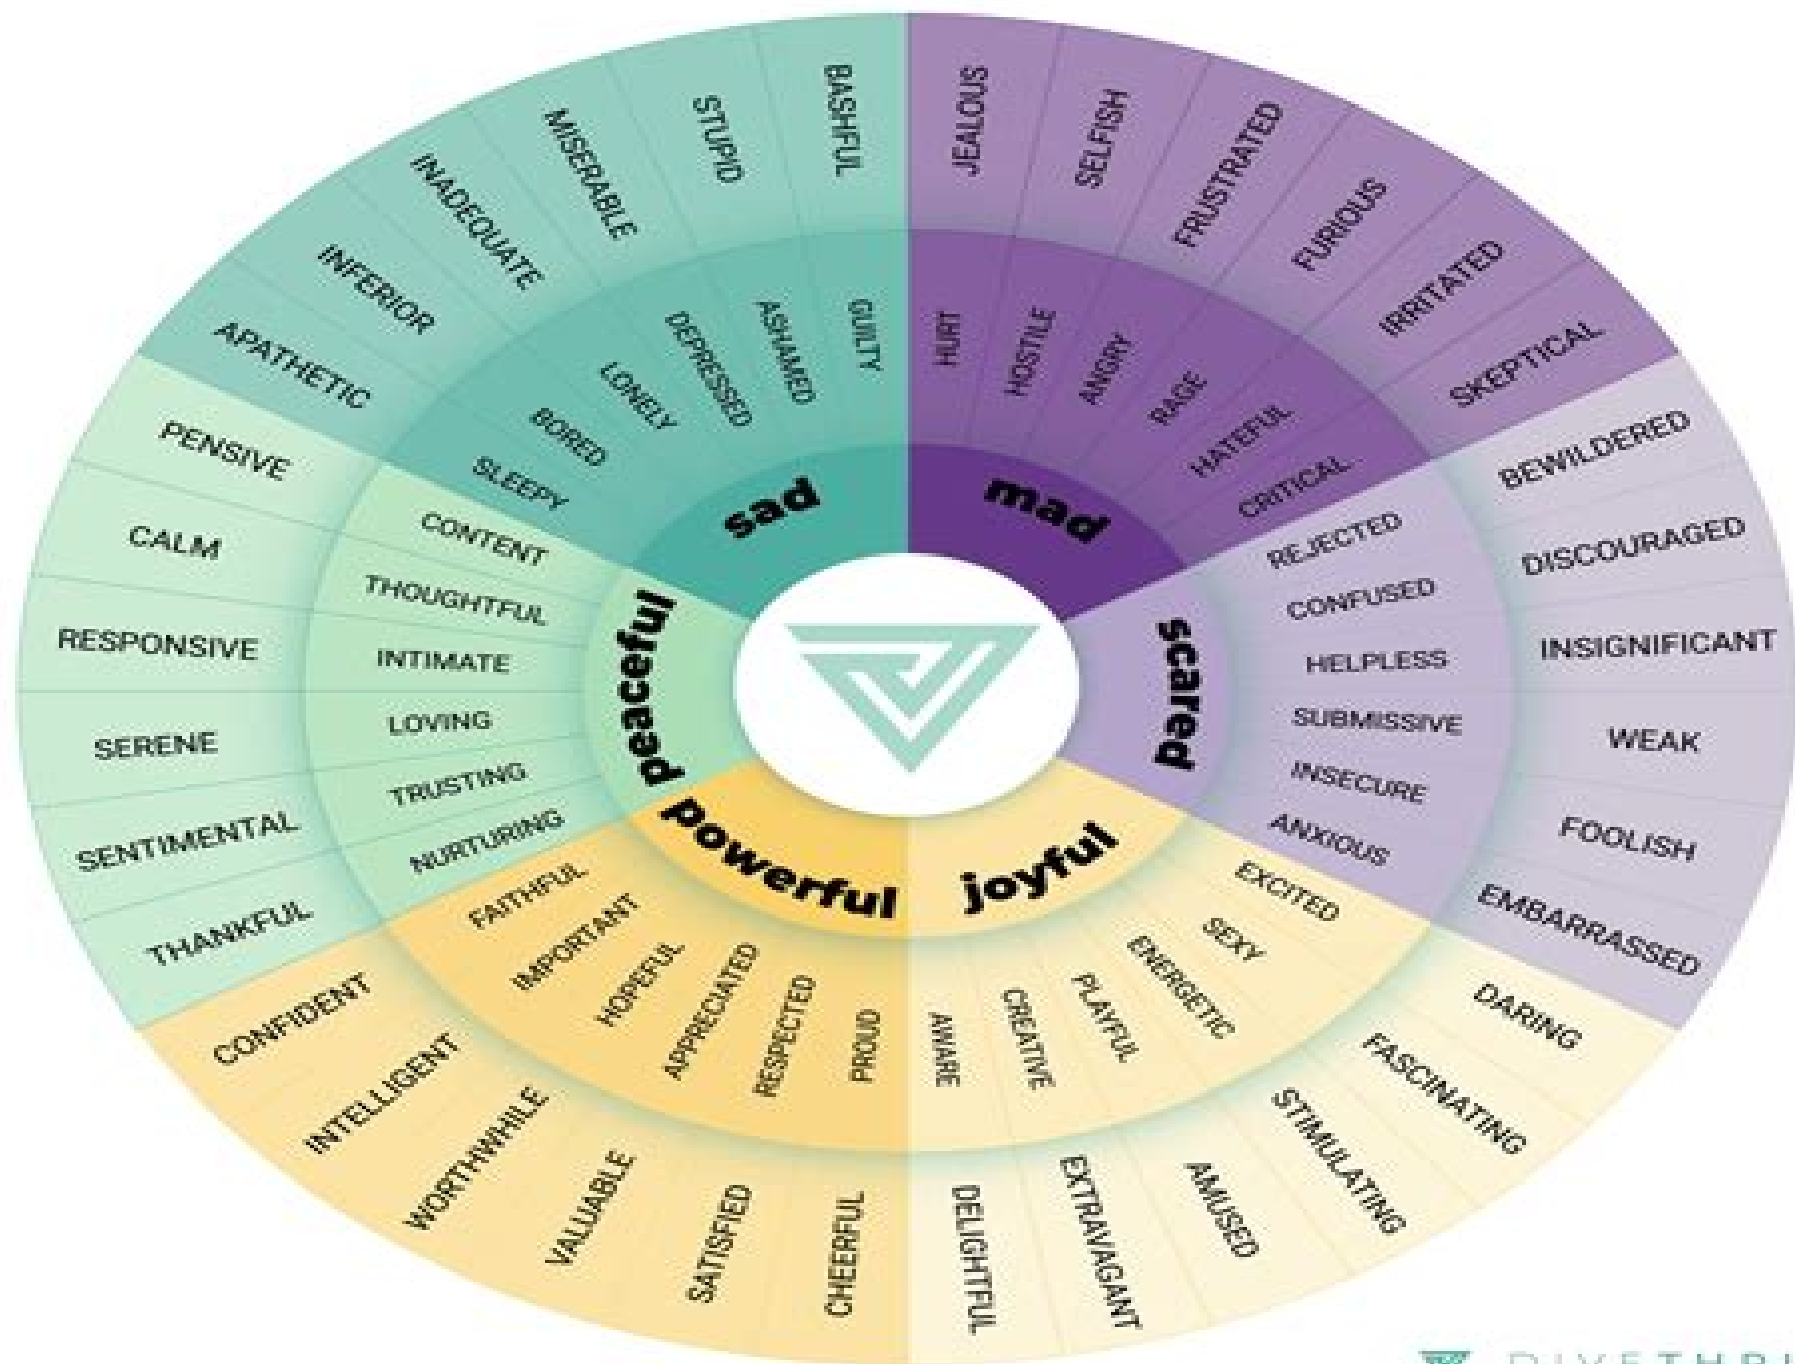 BASHFUL
STUPID
MISERABLE
INADEQUATE
INFERIOR
APATHETIC
GUILTY
ASHAMED
DEPRESSED
LONELY
BORED
SLEEPY
sad
JEALOUS
SELFISH
FRUSTRATED
FURIOUS
IRRITATED
SKEPTICAL
HURT
HOSTILE
ANGRY
RAGE
HATEFUL
CRITICAL
mad
BEWILDERED
DISCOURAGED
INSIGNIFICANT
WEAK
FOOLISH
EMBARRASSED
REJECTED
CONFUSED
HELPLESS
SUBMISSIVE
INSECURE
ANXIOUS
scared
DARING
FASCINATING
STIMULATING
AMUSED
EXTRAVAGANT
DELIGHTFUL
EXCITED
SEXY
ENERGETIC
PLAYFUL
CREATIVE
AWARE
joyful
CHEERFUL
SATISFIED
VALUABLE
WORTHWHILE
INTELLIGENT
CONFIDENT
PROUD
RESPECTED
APPRECIATED
HOPEFUL
IMPORTANT
FAITHFUL
powerful
THANKFUL
SENTIMENTAL
SERENE
RESPONSIVE
CALM
PENSIVE
NURTURING
TRUSTING
LOVING
INTIMATE
THOUGHTFUL
CONTENT
peaceful